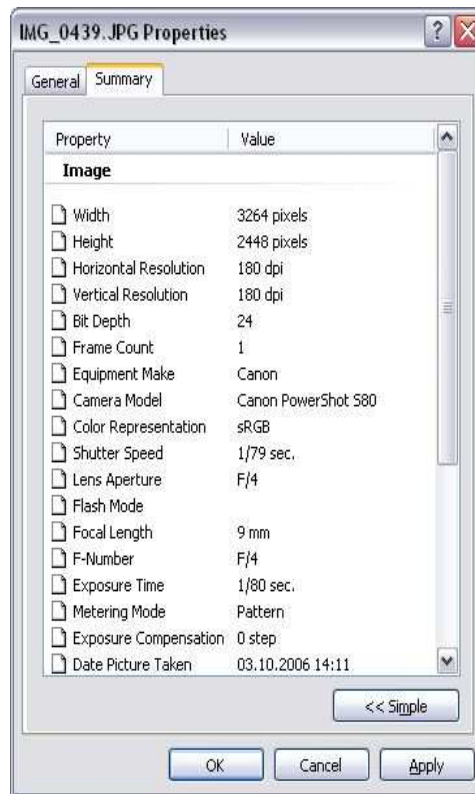 IMG_0439.JPG Properties
General Summary
Property Value
Image
Width 3264 pixels
Height 2448 pixels
Horizontal Resolution 180 dpi
Vertical Resolution 180 dpi
Bit Depth 24
Frame Count 1
Equipment Make Canon
Camera Model Canon PowerShot S80
Color Representation sRGB
Shutter Speed 1/79 sec.
Lens Aperture F/4
Flash Mode
Focal Length 9 mm
F-Number F/4
Exposure Time 1/80 sec.
Metering Mode Pattern
Exposure Compensation 0 step
Date Picture Taken 03.10.2006 14:11
<< Simple
OK Cancel Apply